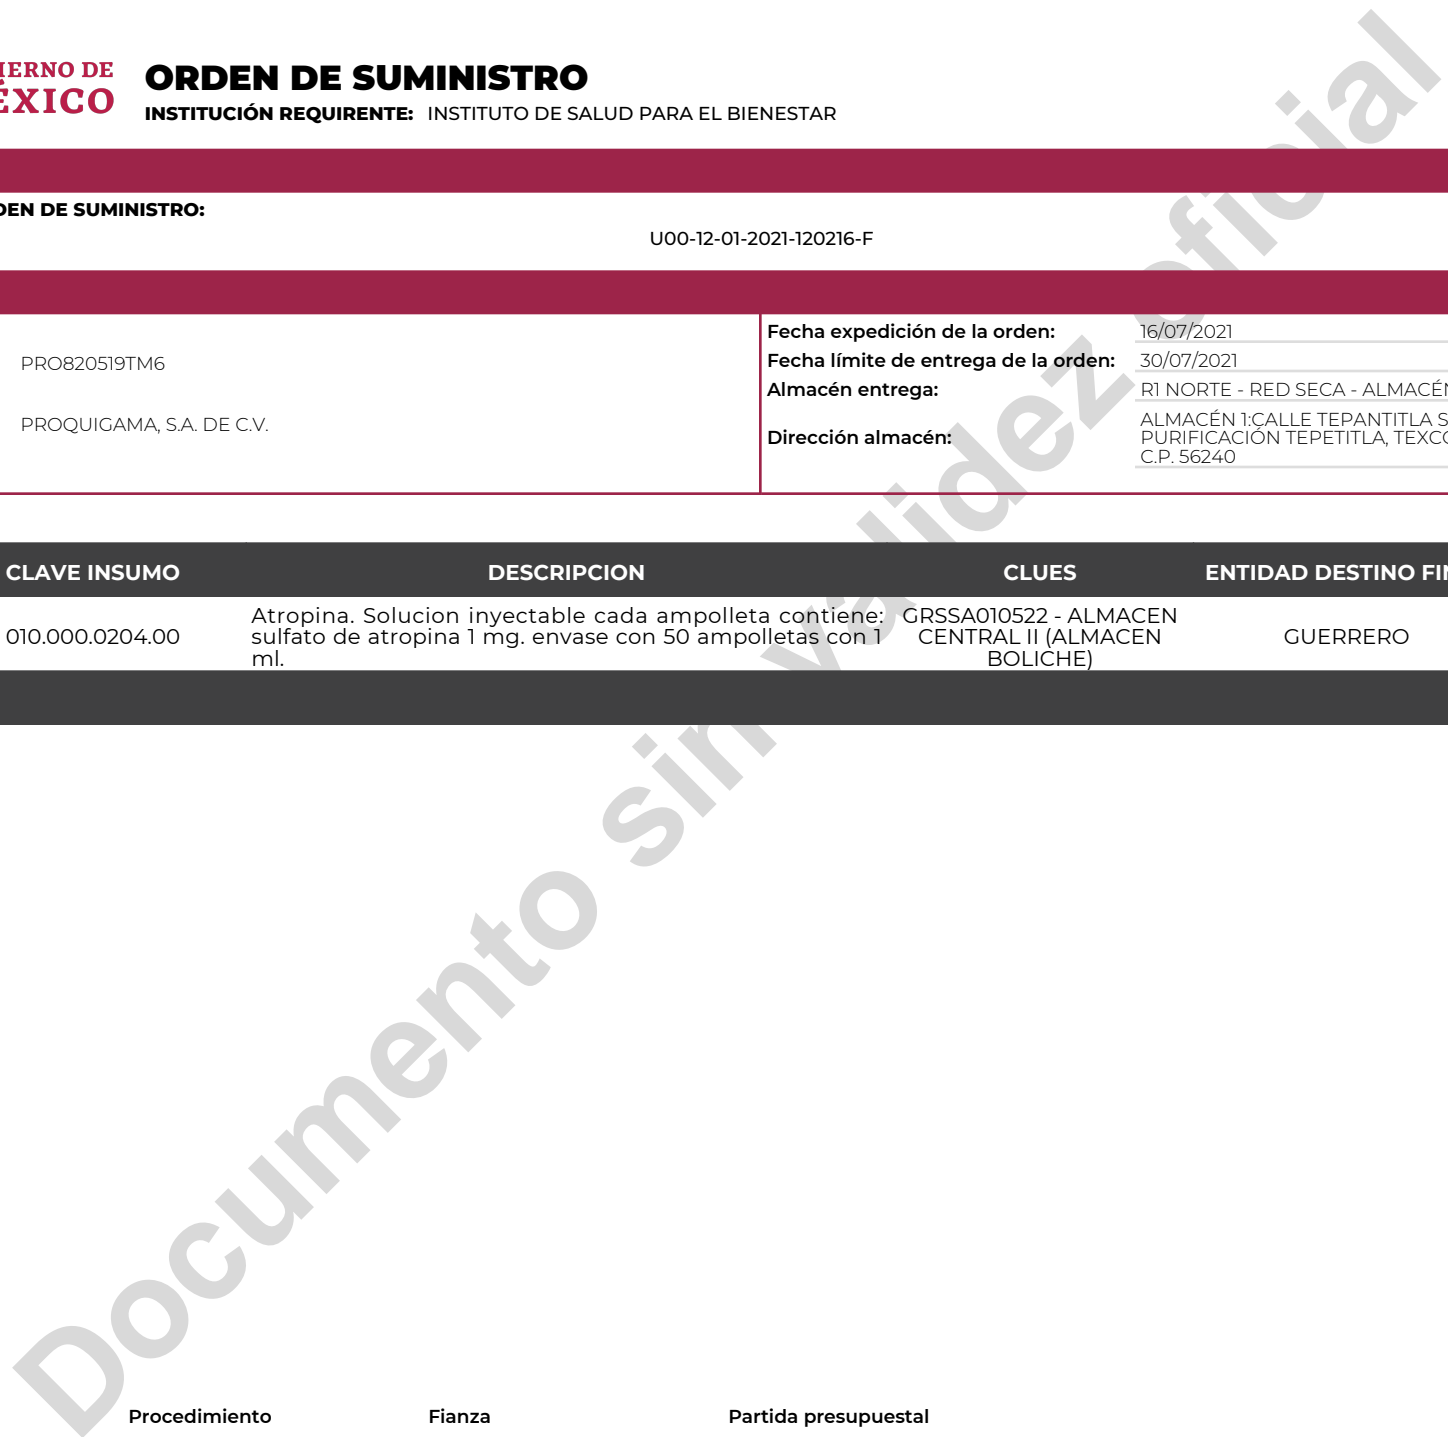 IERNO DE
ÉXICO
ORDEN DE SUMINISTRO
INSTITUCIÓN REQUIRENTE: INSTITUTO DE SALUD PARA EL BIENESTAR
DEN DE SUMINISTRO:
U00-12-01-2021-120216-F
PRO820519TM6
PROQUIGAMA, S.A. DE C.V.
Fecha expedición de la orden: 16/07/2021
Fecha límite de entrega de la orden: 30/07/2021
Almacén entrega: R1 NORTE - RED SECA - ALMACÉN
Dirección almacén: ALMACÉN 1:CALLE TEPANTITLA S
PURIFICACIÓN TEPETITLA, TEXCO
C.P. 56240
CLAVE INSUMO DESCRIPCION CLUES ENTIDAD DESTINO FIN
010.000.0204.00
Atropina. Solucion inyectable cada ampolleta contiene:
sulfato de atropina 1 mg. envase con 50 ampolletas con 1
ml.
GRSSA010522 - ALMACEN
CENTRAL II (ALMACEN
BOLICHE)
GUERRERO
Documento sin validez oficial
Procedimiento Fianza Partida presupuestal